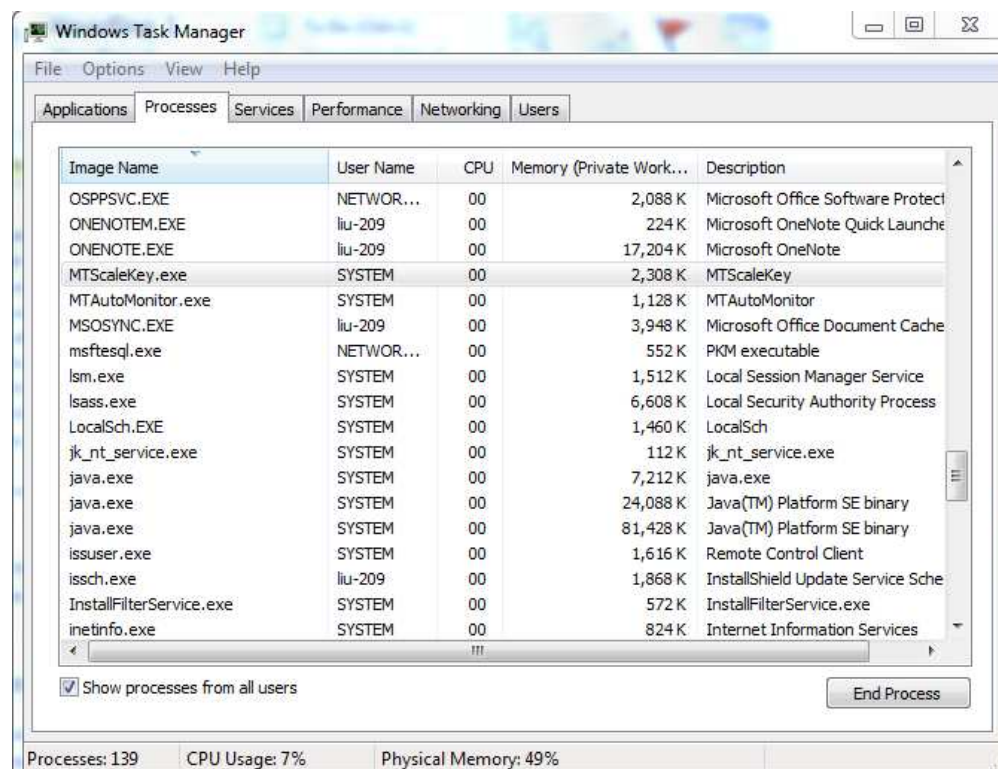 Windows Task Manager
File Options View Help
Applications Processes Services Performance Networking Users
Image Name User Name CPU Memory (Private Work... Description
OSPPSVC.EXE NETWOR... 00 2,088 K Microsoft Office Software Protect
ONENOTEM.EXE liu-209 00 224 K Microsoft OneNote Quick Launche
ONENOTE.EXE liu-209 00 17,204 K Microsoft OneNote
MTScaleKey.exe SYSTEM 00 2,308 K MTScaleKey
MTAutoMonitor.exe SYSTEM 00 1,128 K MTAutoMonitor
MSOSYNC.EXE liu-209 00 3,948 K Microsoft Office Document Cache
msftesql.exe NETWOR... 00 552 K PKM executable
lsm.exe SYSTEM 00 1,512 K Local Session Manager Service
lsass.exe SYSTEM 00 6,608 K Local Security Authority Process
LocalSch.EXE SYSTEM 00 1,460 K LocalSch
jk_nt_service.exe SYSTEM 00 112 K jk_nt_service.exe
java.exe SYSTEM 00 7,212 K java.exe
java.exe SYSTEM 00 24,088 K Java(TM) Platform SE binary
java.exe SYSTEM 00 81,428 K Java(TM) Platform SE binary
issuser.exe SYSTEM 00 1,616 K Remote Control Client
issch.exe liu-209 00 1,868 K InstallShield Update Service Sche
InstallFilterService.exe SYSTEM 00 572 K InstallFilterService.exe
inetinfo.exe SYSTEM 00 824 K Internet Information Services
Show processes from all users End Process
Processes: 139 CPU Usage: 7% Physical Memory: 49%